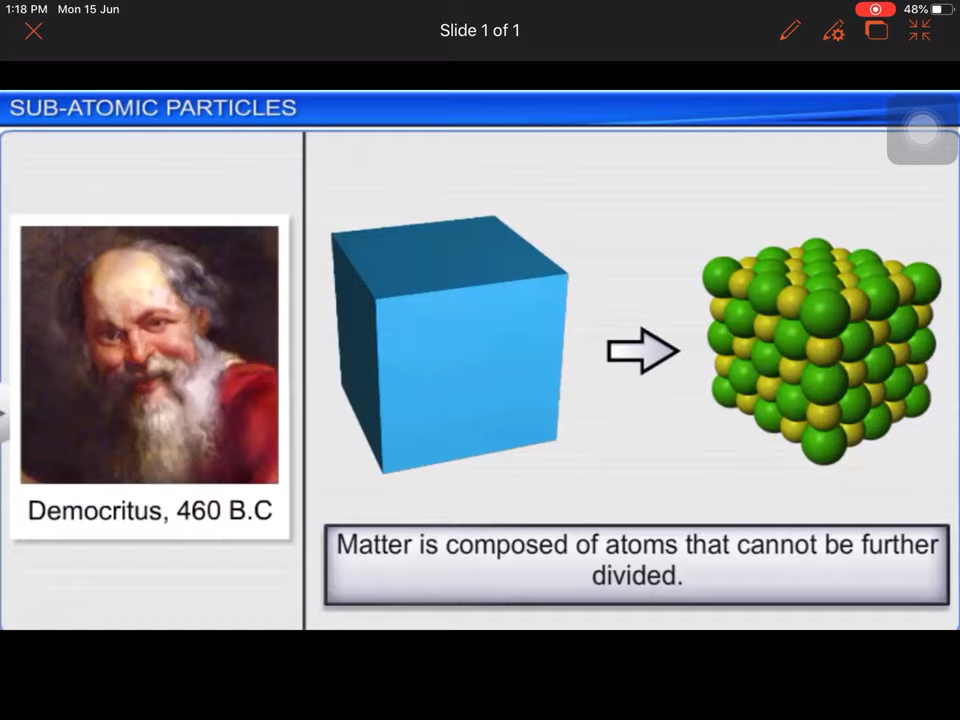 1:18 PM Mon 15 Jun
48%
Slide 1 of 1
SUB-ATOMIC PARTICLES
Democritus, 460 B.C
Matter is composed of atoms that cannot be further
divided.